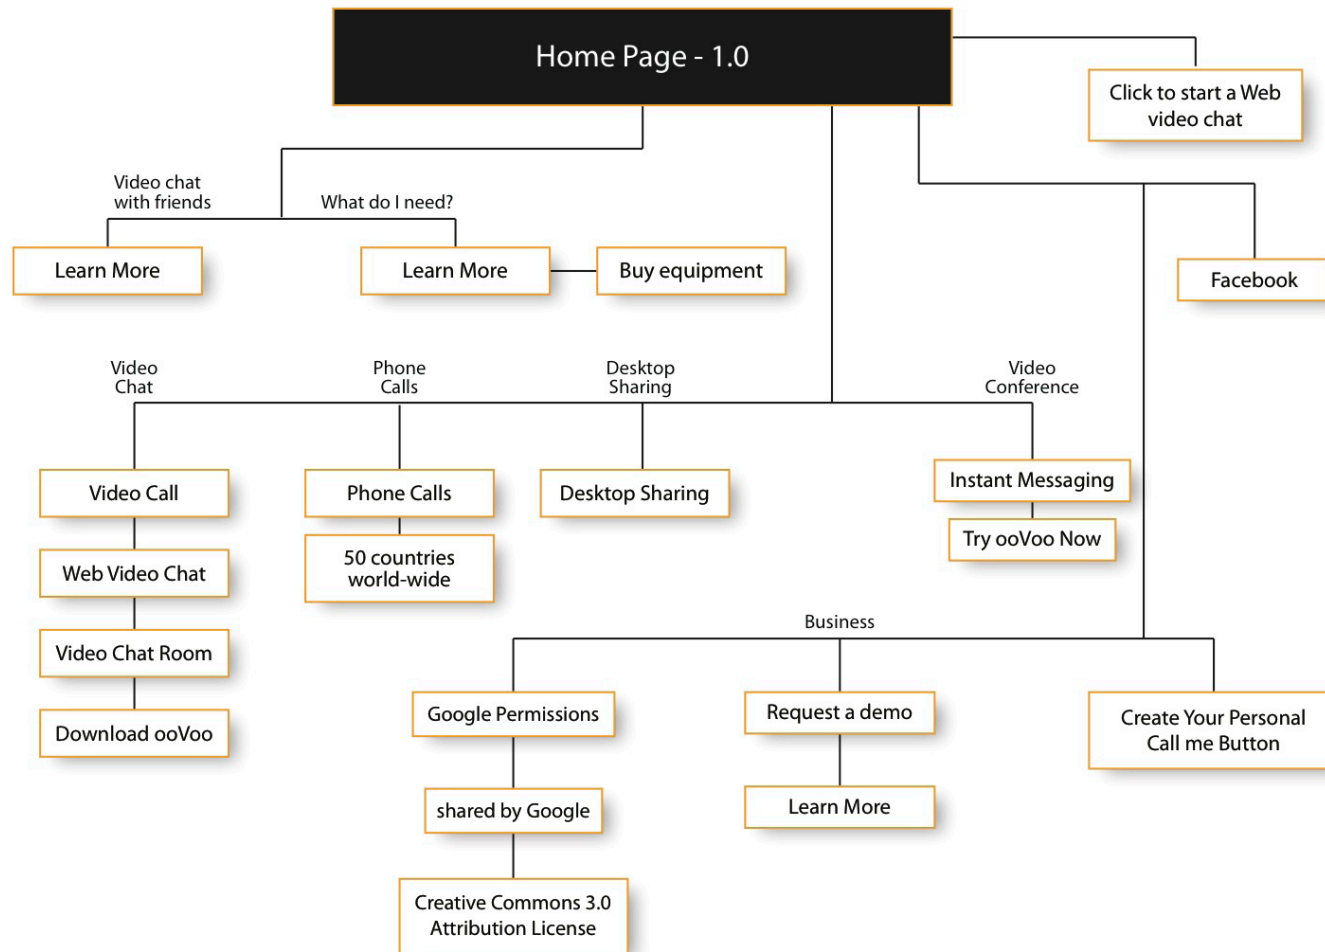 Home Page - 1.0
Click to start a Web
video chat
Video chat
with friends
What do I need?
Learn More
Learn More
Buy equipment
Facebook
Video
Chat
Phone
Calls
Desktop
Sharing
Video
Conference
Video Call
Phone Calls
Desktop Sharing
Instant Messaging
Try ooVoo Now
50 countries
world-wide
Web Video Chat
Video Chat Room
Download ooVoo
Business
Google Permissions
Request a demo
Create Your Personal
Call me Button
shared by Google
Learn More
Creative Commons 3.0
Attribution License